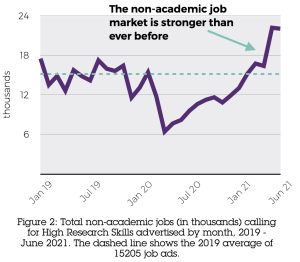 The non-academic job
market is stronger than
ever before
24
18
12
6
thousands
Jan 19
Jul 19
Jan 20
Jul 20
Jan 21
Jun 21
Figure 2: Total non-academic jobs (in thousands) calling
for High Research Skills advertised by month, 2019 -
June 2021. The dashed line shows the 2019 average of
15205 job ads.